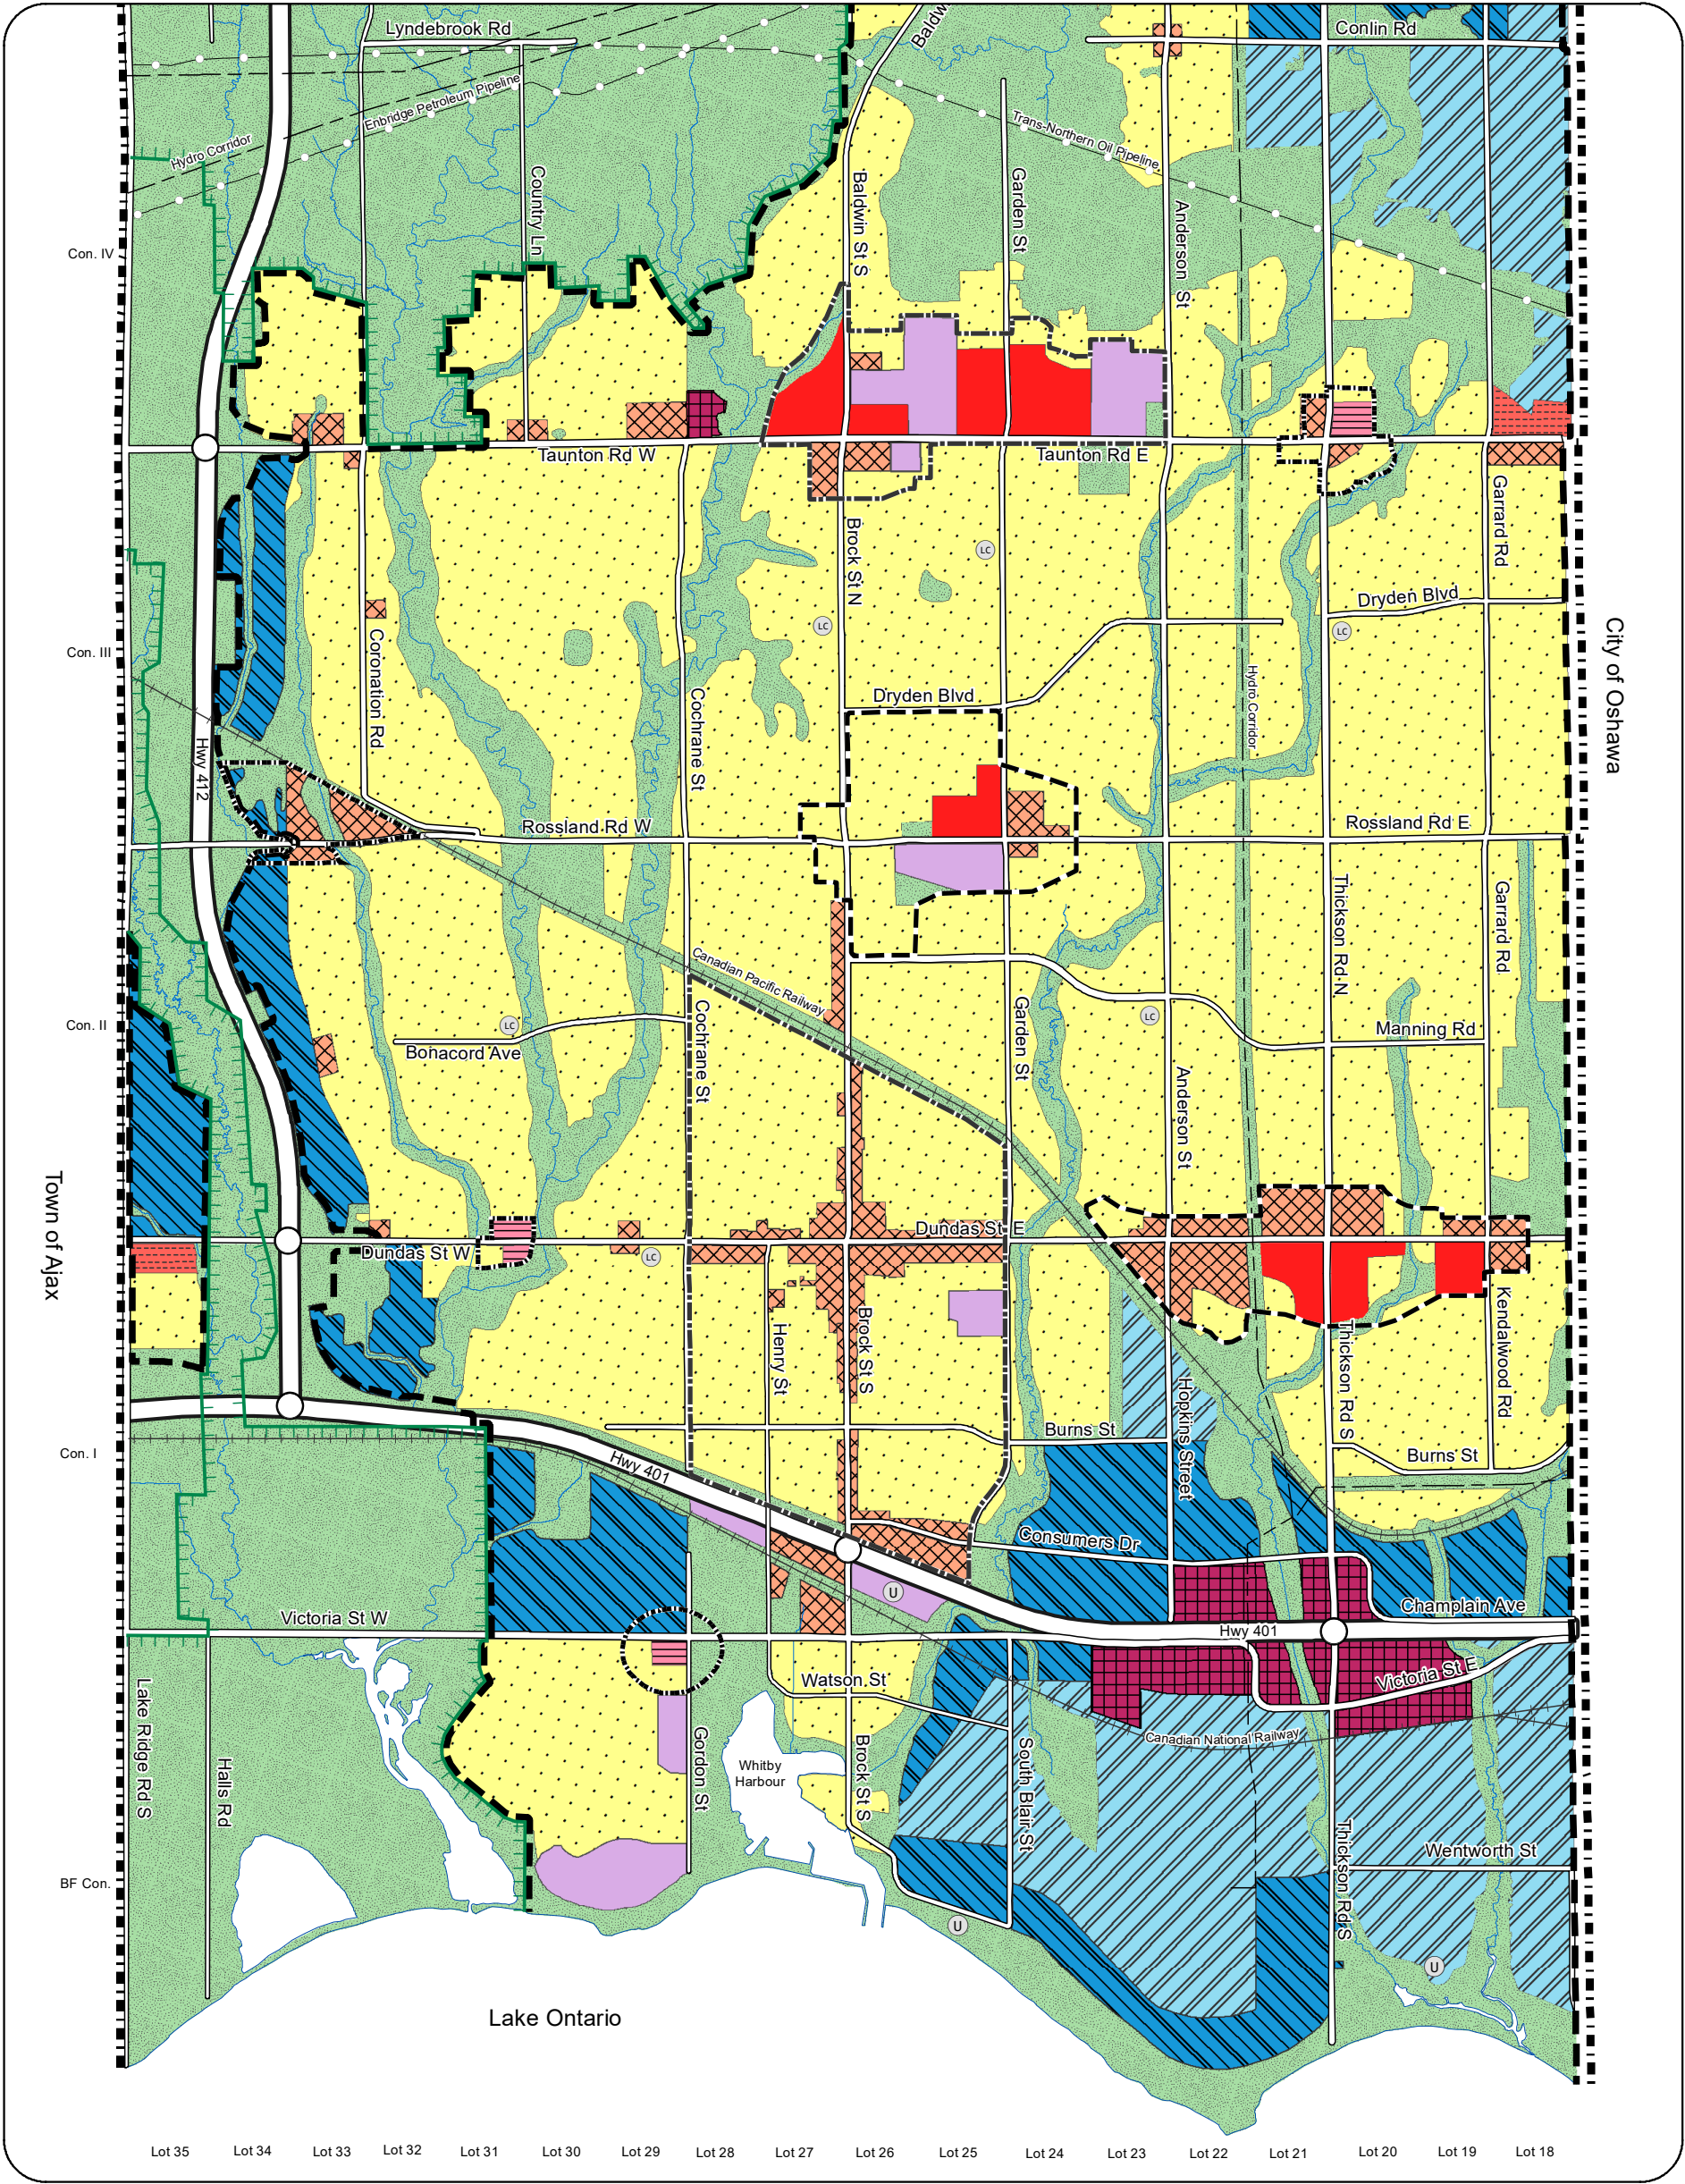 Lyndebrook Rd
Baldw
Conlin Rd
Enbridge Petroleum Pipeline
Hydro Corridor
Trans-Northern Oil Pipeline
Country Ln
Baldwin St S
Garden St
Anderson St
Con. IV
Taunton Rd W
Taunton Rd E
Garrard Rd
Brock St N
LC
LC
LC
Dryden Blvd
City of Oshawa
Con. III
Coronation Rd
Cochrane St
Dryden Blvd
Hydro Corridor
Hwy 412
Rossland Rd W
Rossland Rd E
Thickson Rd N
Garrard Rd
Canadian Pacific Railway
Cochrane St
Garden St
Con. II
LC
LC
Bonacord Ave
Manning Rd
Anderson St
Town of Ajax
Dundas St W
LC
Dundas St E
Henry St
Brock St S
Thickson Rd S
Kendalwood Rd
Hopkins Street
Con. I
Burns St
Burns St
Hwy 401
Consumers Dr
U
Champlain Ave
Victoria St W
Hwy 401
Victoria St E
Watson St
Canadian National Railway
Lake Ridge Rd S
Halls Rd
Gordon St
Whitby
Harbour
Brock St S
South Blair St
Thickson Rd S
Wentworth St
BF Con.
U
U
Lake Ontario
Lot 35
Lot 34
Lot 33
Lot 32
Lot 31
Lot 30
Lot 29
Lot 28
Lot 27
Lot 26
Lot 25
Lot 24
Lot 23
Lot 22
Lot 21
Lot 20
Lot 19
Lot 18